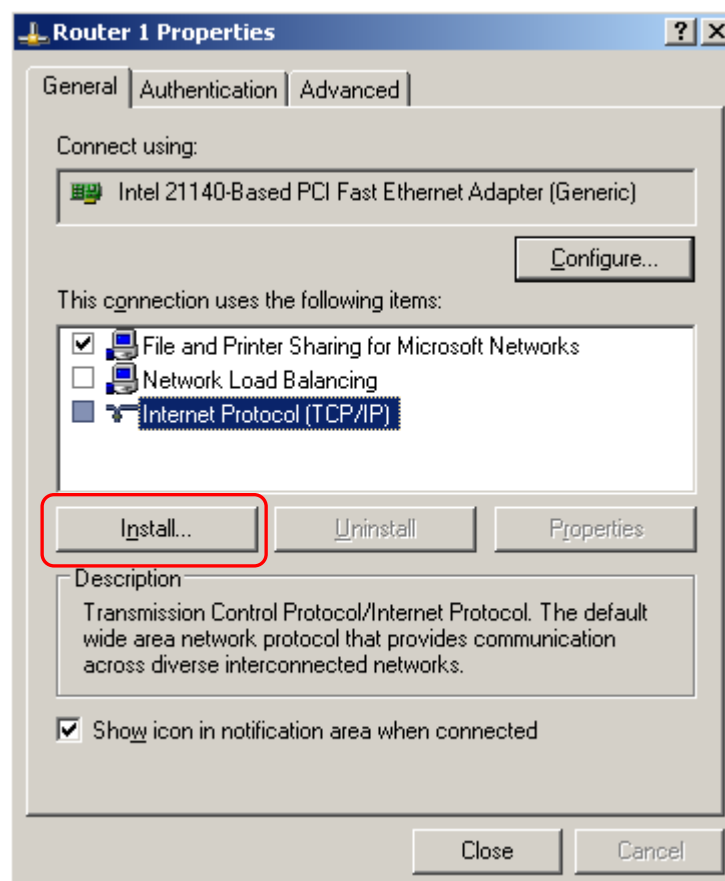 Router 1 Properties
General
Authentication
Advanced
Connect using:
Intel 21140-Based PCI Fast Ethernet Adapter (Generic)
Configure...
This connection uses the following items:
File and Printer Sharing for Microsoft Networks
Network Load Balancing
Internet Protocol (TCP/IP)
Install...
Uninstall
Properties
Description
Transmission Control Protocol/Internet Protocol. The default
wide area network protocol that provides communication
across diverse interconnected networks.
Show icon in notification area when connected
Close
Cancel